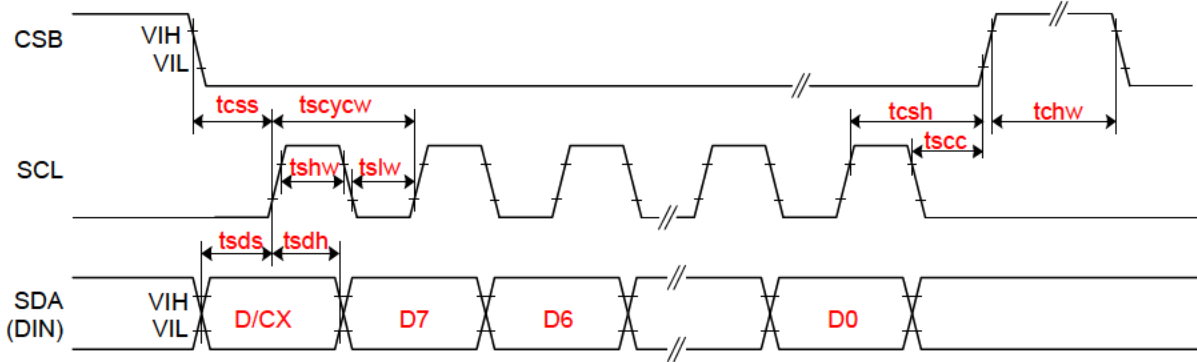 CSB
VIH
VIL
tcss
tscycw
tcsh
tchw
tscc
SCL
tshw
tslw
tsds
tsdh
SDA
(DIN)
VIH
VIL
D/CX
D7
D6
D0